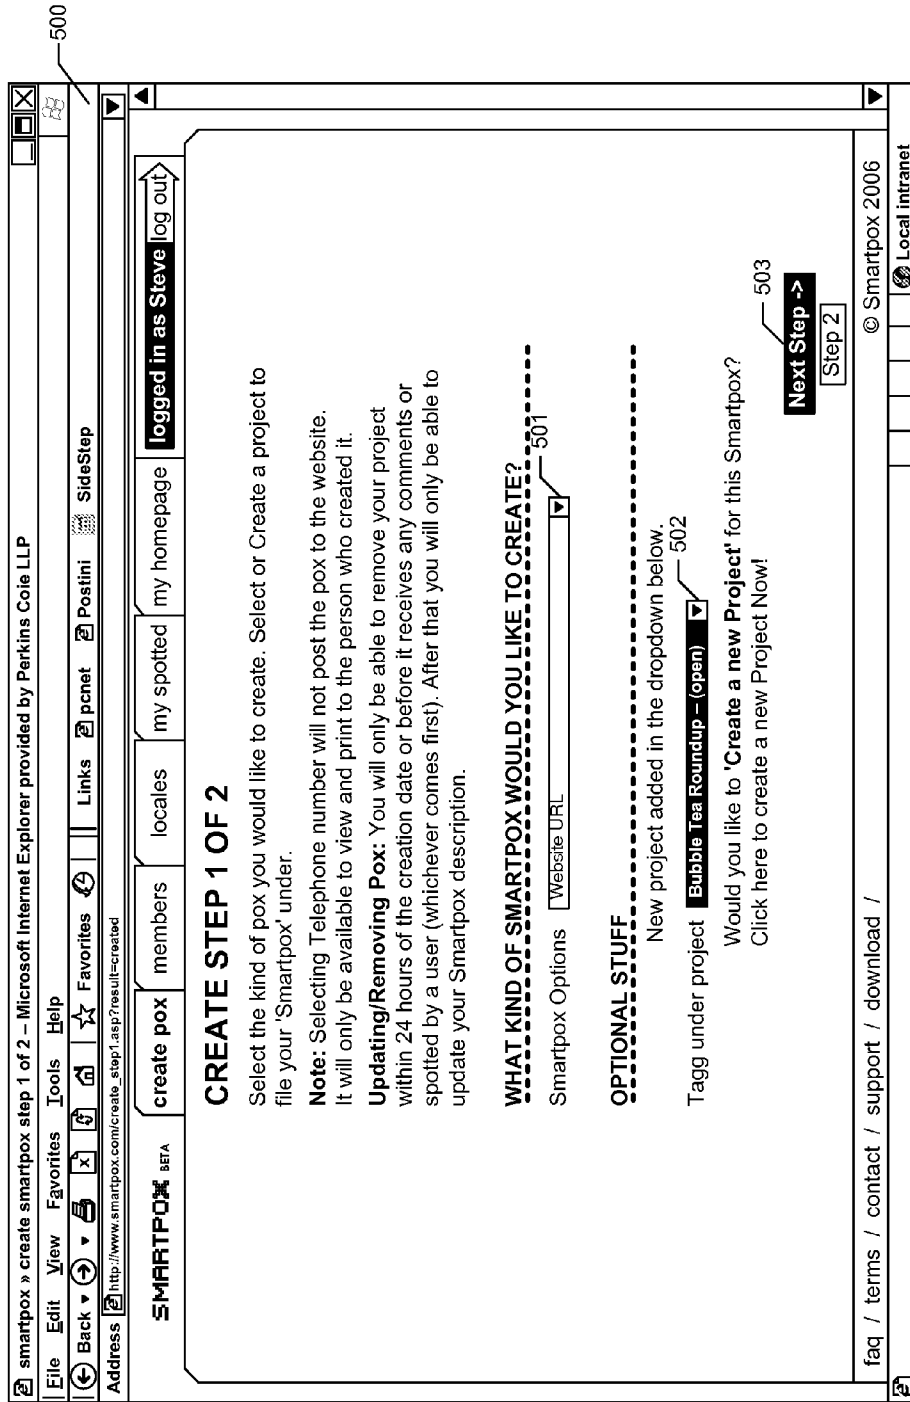 500
smartpox » create smartpox step 1 of 2 – Microsoft Internet Explorer provided by Perkins Coie LLP
File Edit View Favorites Tools Help
Back Favorites Links pcnet Postini SideStep
Address http://www.smartpox.com/create_step1.asp?result=created
SMARTPOX BETA create pox members locales my spotted my homepage logged in as Steve log out
CREATE STEP 1 OF 2
Select the kind of pox you would like to create. Select or Create a project to
file your 'Smartpox' under.
Note: Selecting Telephone number will not post the pox to the website.
It will only be available to view and print to the person who created it.
Updating/Removing Pox: You will only be able to remove your project
within 24 hours of the creation date or before it receives any comments or
spotted by a user (whichever comes first). After that you will only be able to
update your Smartpox description.
WHAT KIND OF SMARTPOX WOULD YOU LIKE TO CREATE?
501
Smartpox Options Website URL
OPTIONAL STUFF
New project added in the dropdown below.
502
Tagg under project Bubble Tea Roundup – (open)
Would you like to 'Create a new Project' for this Smartpox?
Click here to create a new Project Now!
503
Next Step ->
Step 2
faq / terms / contact / support / download / © Smartpox 2006
Local intranet